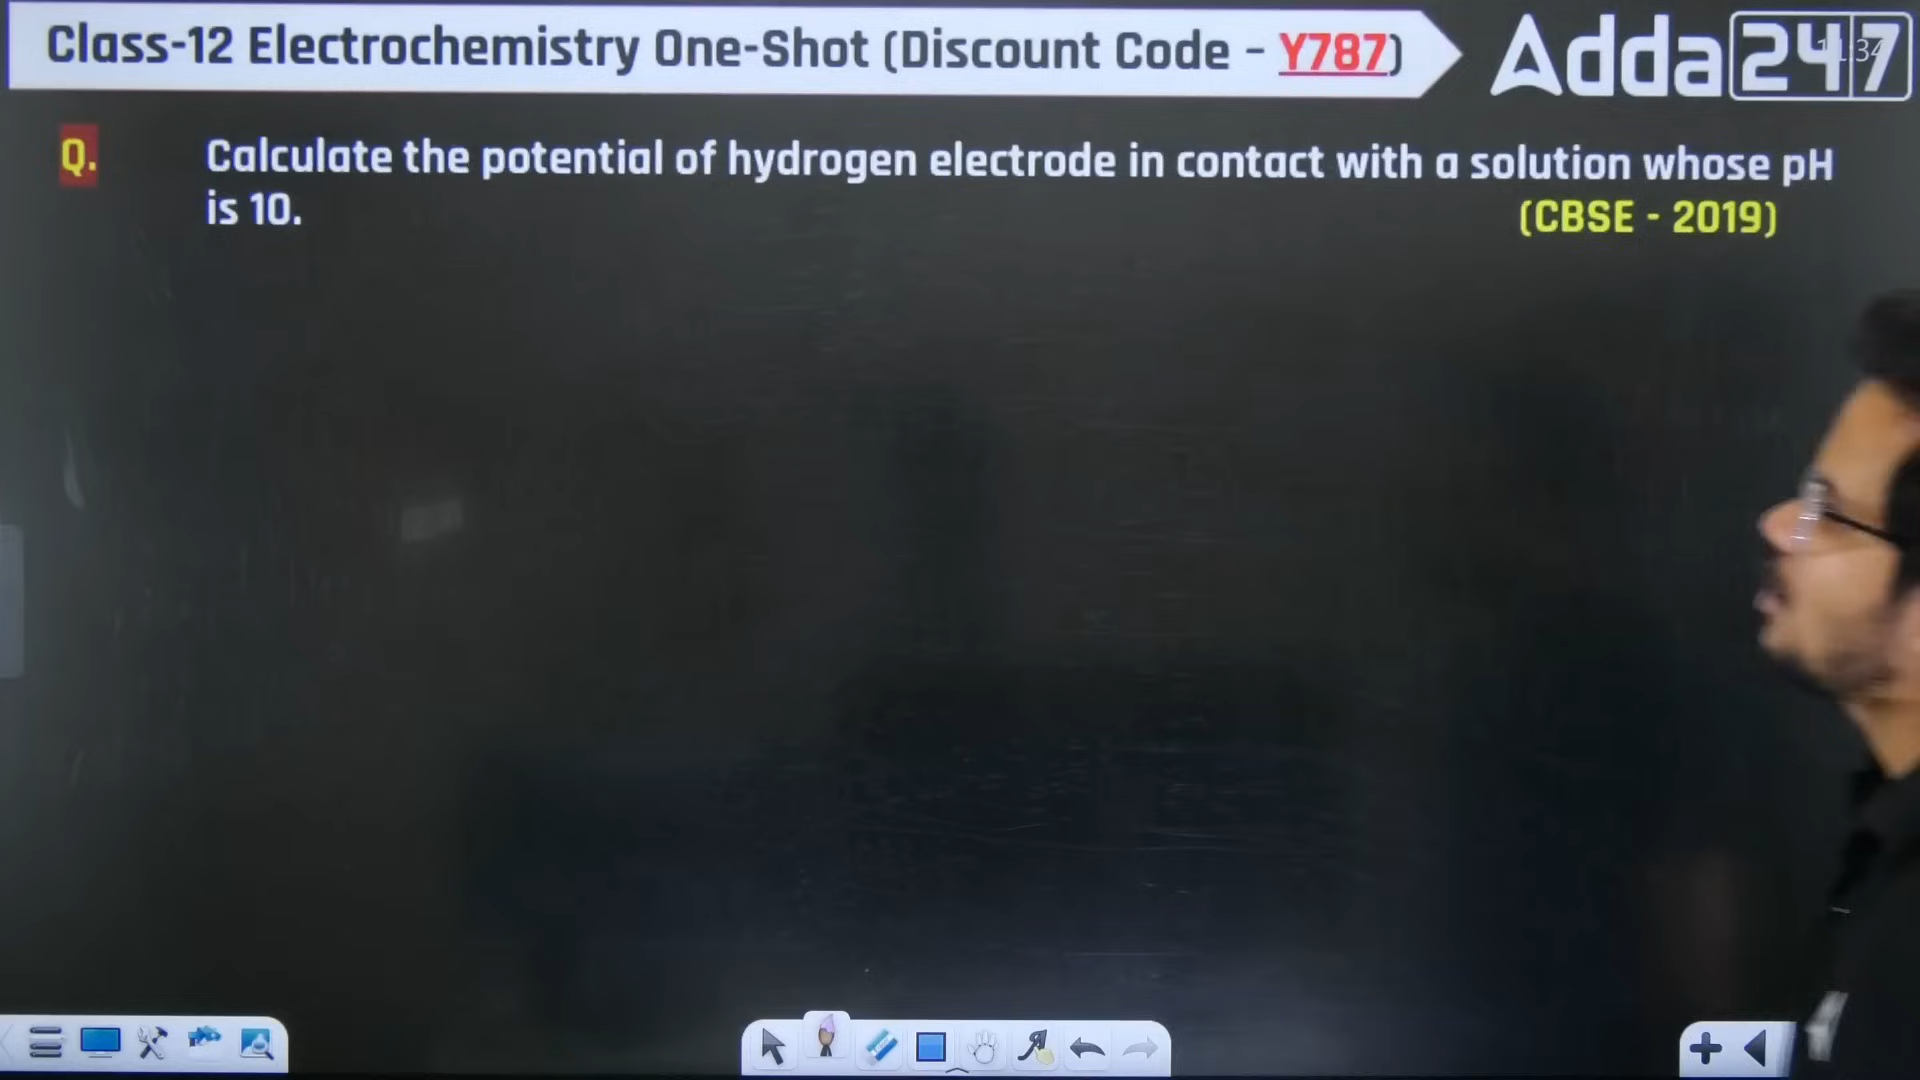 Class-12 Electrochemistry One-Shot (Discount Code - Y787)
Adda247
Q. Calculate the potential of hydrogen electrode in contact with a solution whose pH
is 10. (CBSE - 2019)